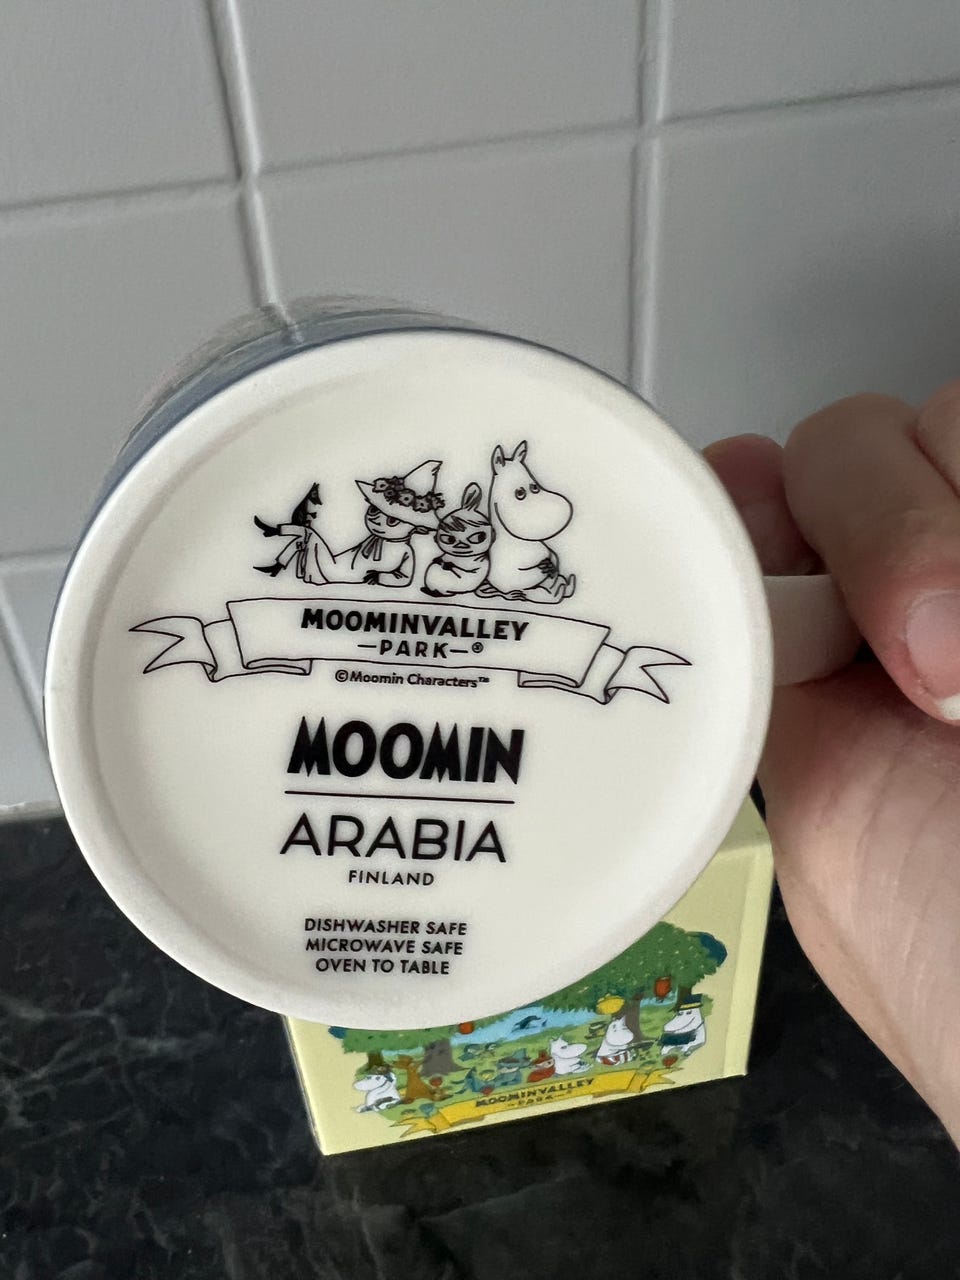 MOOMINVALLEY
—PARK—®
©Moomin Characters™
MOOMIN
ARABIA
FINLAND
DISHWASHER SAFE
MICROWAVE SAFE
OVEN TO TABLE
MOOMINVALLEY
—PARK—®